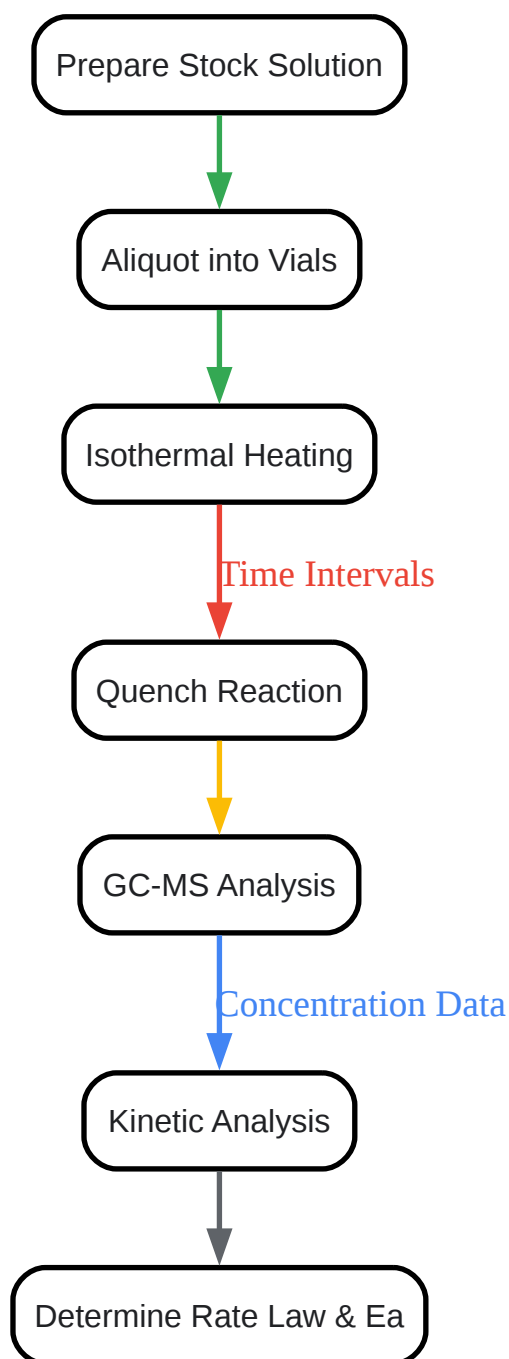 Prepare Stock Solution
Aliquot into Vials
Isothermal Heating
Time Intervals
Quench Reaction
GC-MS Analysis
Concentration Data
Kinetic Analysis
Determine Rate Law & Ea